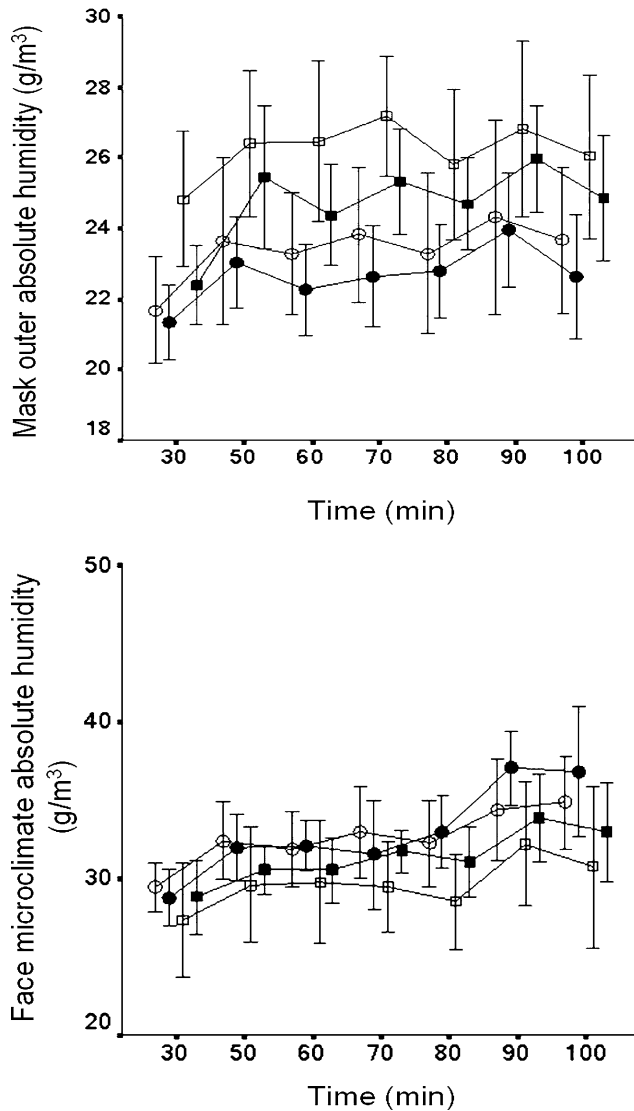 Mask outer absolute humidity (g/m³)
30
28
26
24
22
20
18
30 50 60 70 80 90 100
Time (min)
Face microclimate absolute humidity
(g/m³)
50
40
30
20
30 50 60 70 80 90 100
Time (min)